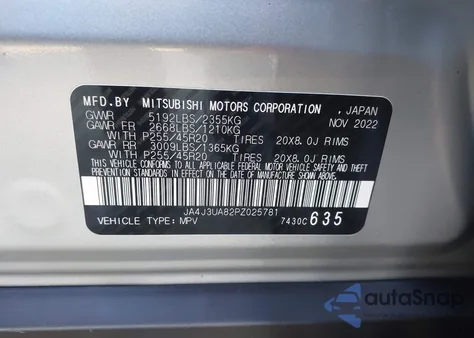 MFD.BY MITSUBISHI MOTORS CORPORATION , JAPAN
GVWR 5192LBS/2355KG NOV 2022
GAWR FR 2668LBS/1210KG
WITH P255/45R20 TIRES 20X8.0J RIMS
GAWR RR 3009LBS/1365KG
WITH P255/45R20 TIRES 20X8.0J RIMS
THIS VEHICLE CONFORMS TO ALL APPLICABLE FEDERAL MOTOR VEHICLE SAFETY AND THEFT
PREVENTION STANDARDS IN EFFECT ON THE DATE OF MANUFACTURE SHOWN ABOVE.
JA4J3UA82PZ025781
VEHICLE TYPE: MPV 7430C 635
autoSnap